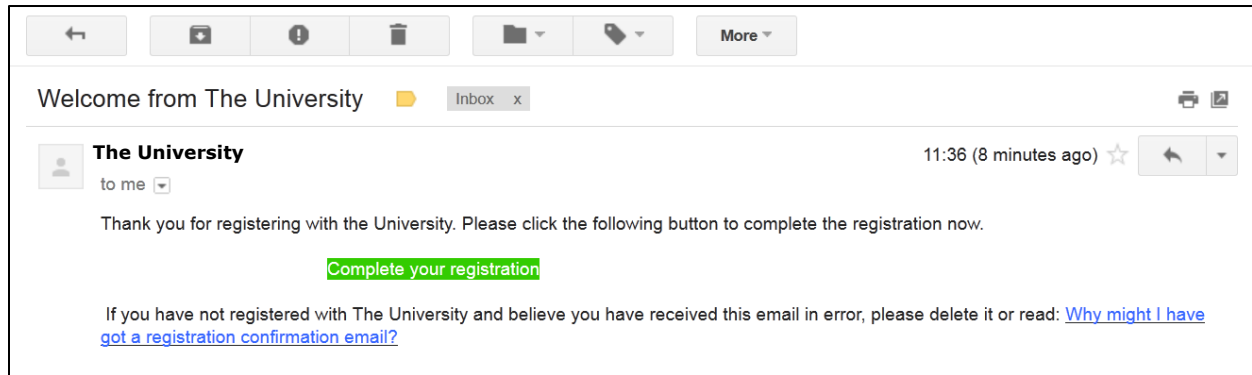 More
Welcome from The University
Inbox x
The University
11:36 (8 minutes ago)
to me
Thank you for registering with the University. Please click the following button to complete the registration now.
Complete your registration
If you have not registered with The University and believe you have received this email in error, please delete it or read: Why might I have
got a registration confirmation email?